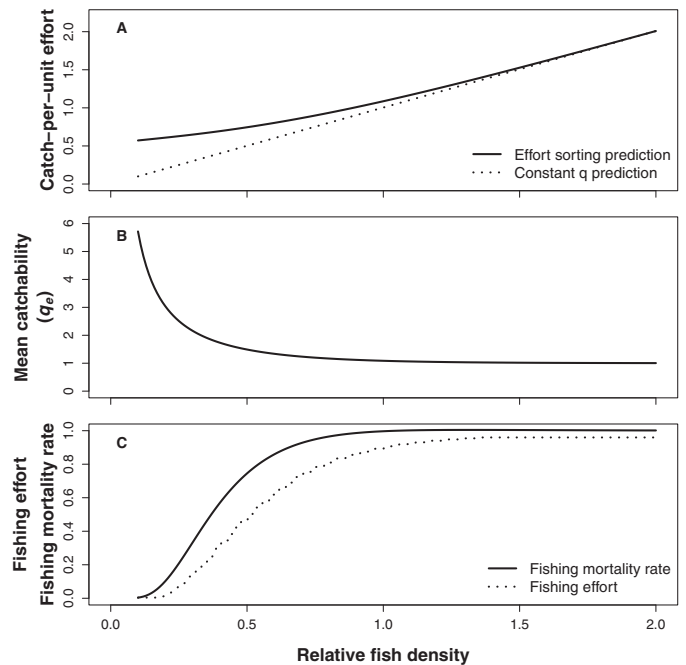 A
Catch–per–unit effort
2.0
1.5
1.0
0.5
0.0
Effort sorting prediction
Constant q prediction
B
Mean catchability
(qe)
6
5
4
3
2
1
0
C
Fishing effort
Fishing mortality rate
1.0
0.8
0.6
0.4
0.2
0.0
Fishing mortality rate
Fishing effort
0.0 0.5 1.0 1.5 2.0
Relative fish density